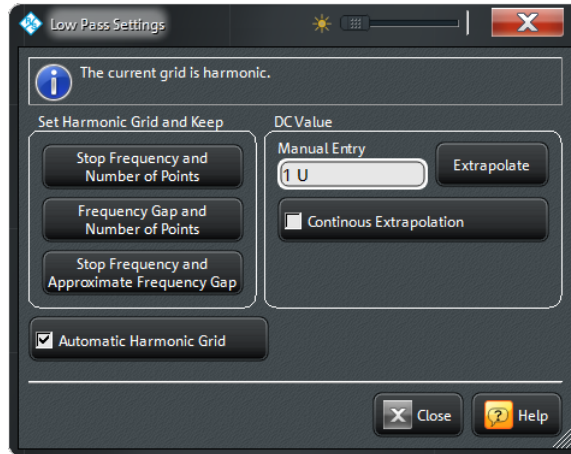 Low Pass Settings
The current grid is harmonic.
Set Harmonic Grid and Keep
Stop Frequency and
Number of Points
Frequency Gap and
Number of Points
Stop Frequency and
Approximate Frequency Gap
DC Value
Manual Entry
1 U
Extrapolate
Continous Extrapolation
Automatic Harmonic Grid
Close
Help